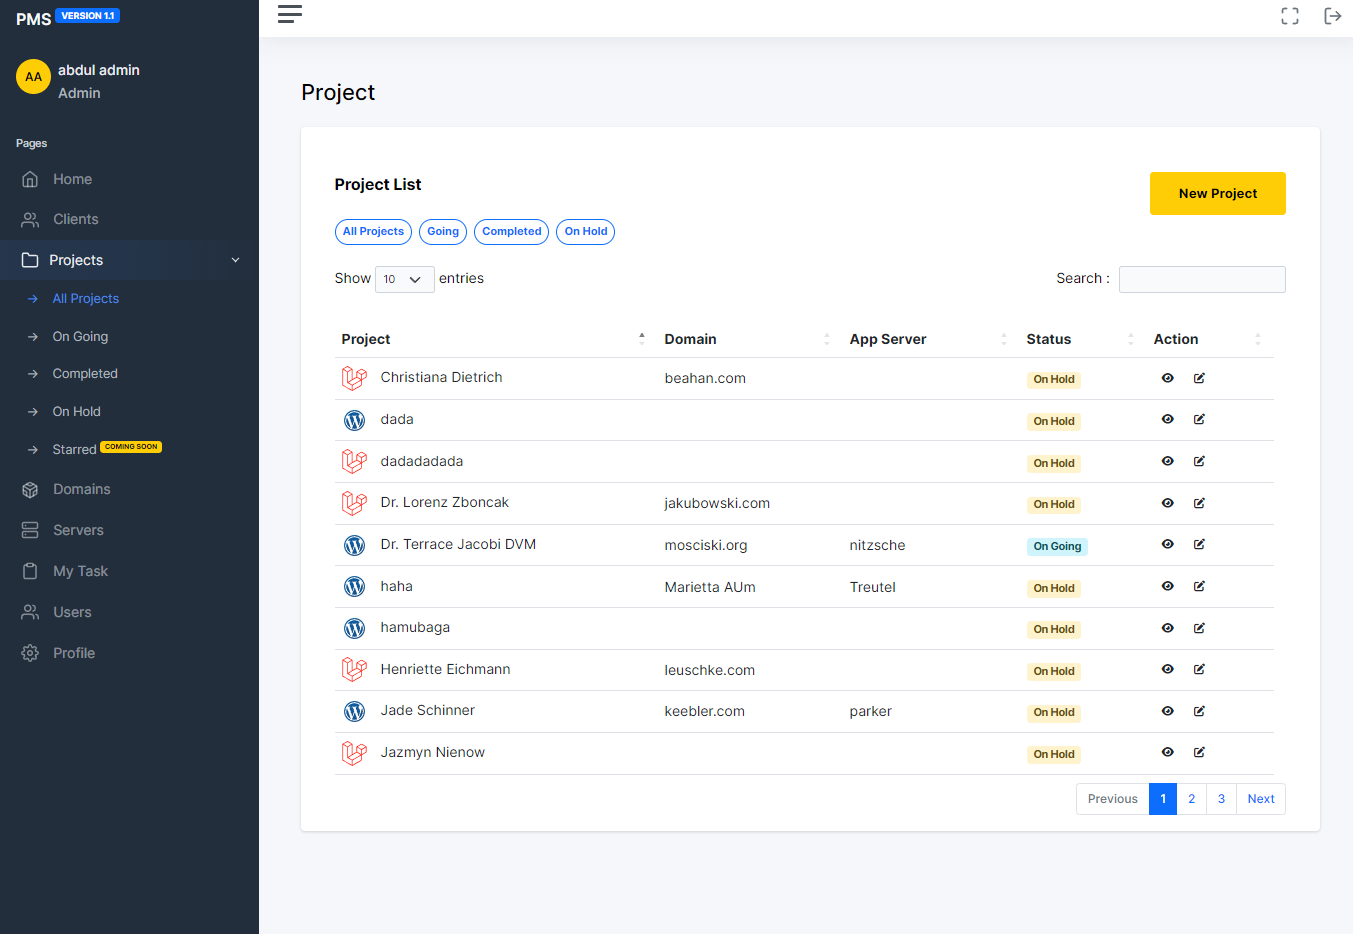 PMS VERSION 1.1
AA
abdul admin
Admin
Pages
Home
Clients
Projects
All Projects
On Going
Completed
On Hold
Starred COMING SOON
Domains
Servers
My Task
Users
Profile
Project
Project List
New Project
All Projects Going Completed On Hold
Show 10 entries
Search :
Project Domain App Server Status Action
Christiana Dietrich beahan.com On Hold
dada On Hold
dadadadada On Hold
Dr. Lorenz Zboncak jakubowski.com On Hold
Dr. Terrace Jacobi DVM mosciski.org nitzsche On Going
haha Marietta AUm Treutel On Hold
hamubaga On Hold
Henriette Eichmann leuschke.com On Hold
Jade Schinner keebler.com parker On Hold
Jazmyn Nienow On Hold
Previous 1 2 3 Next